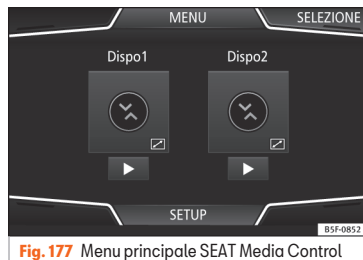 MENU SELEZIONE
Dispo1 Dispo2
SETUP
B5F-0852
Fig. 177 Menu principale SEAT Media Control